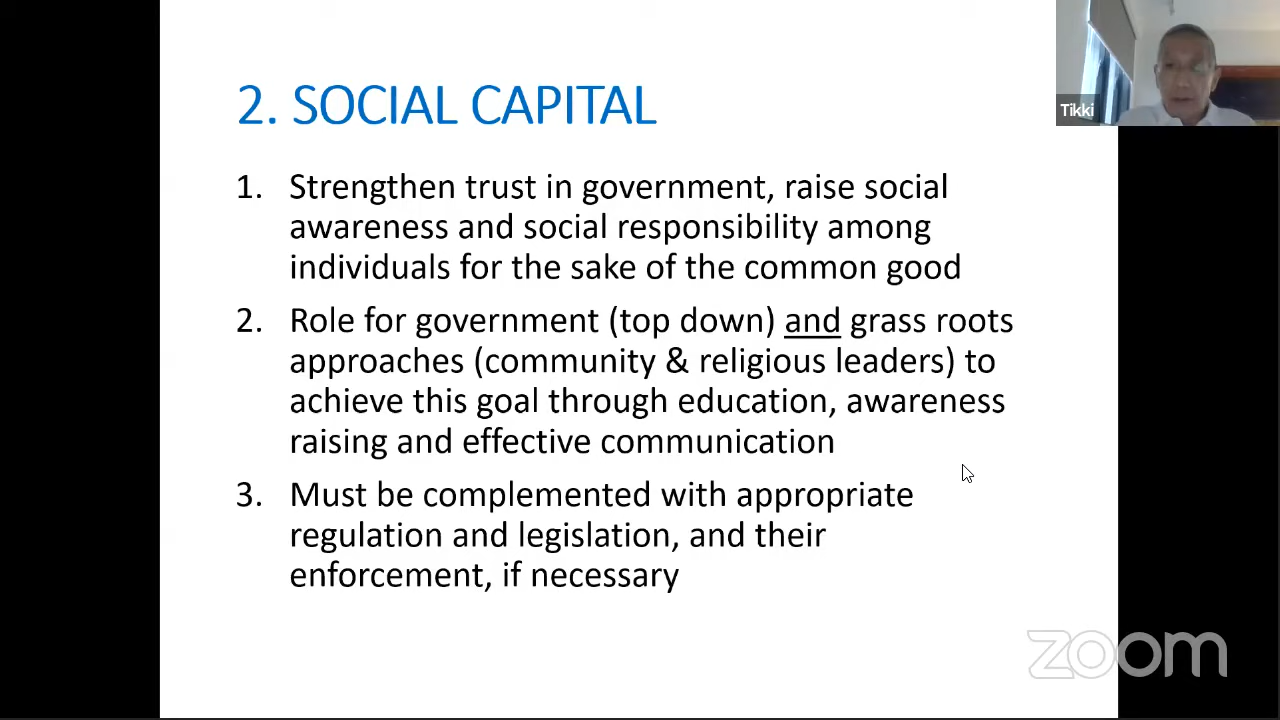 2. SOCIAL CAPITAL
1. Strengthen trust in government, raise social
awareness and social responsibility among
individuals for the sake of the common good
2. Role for government (top down) and grass roots
approaches (community & religious leaders) to
achieve this goal through education, awareness
raising and effective communication
3. Must be complemented with appropriate
regulation and legislation, and their
enforcement, if necessary
Tikki
zoom